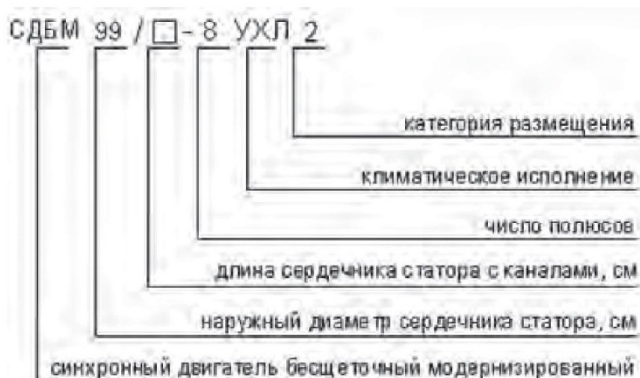 СДБМ 99 / □ - 8 УХЛ 2
категория размещения
климатическое исполнение
число полюсов
длина сердечника статора с каналами, см
наружный диаметр сердечника статора, см
синхронный двигатель бесщеточный модернизированный